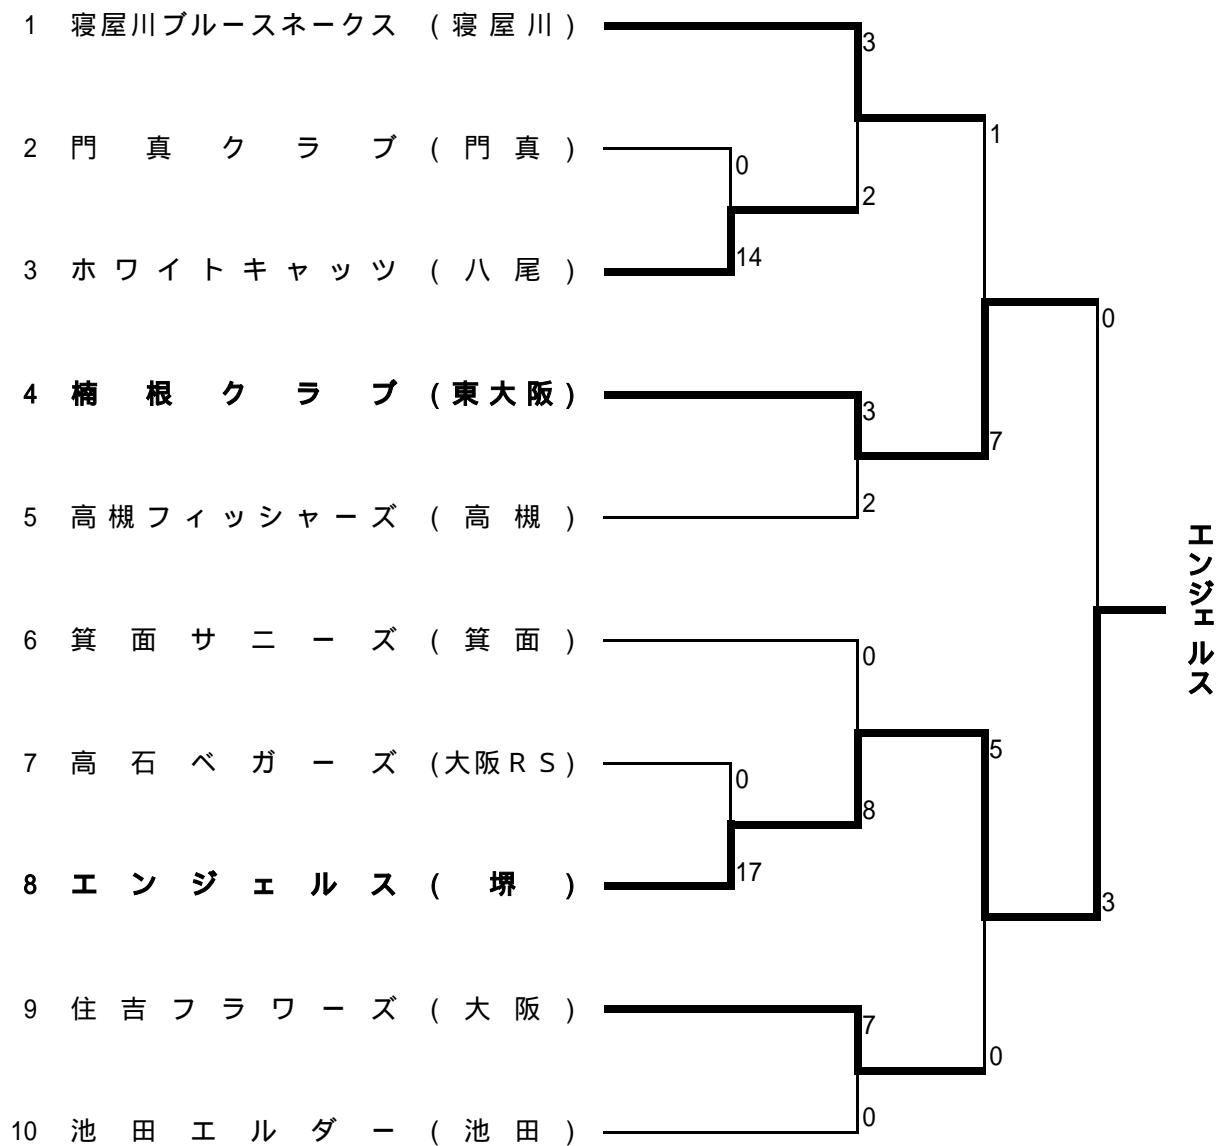 1 寝屋川ブルースネークス (寝屋川)
3
1
2 門真クラブ (門真)
0
2
3 ホワイトキャッツ (八尾)
14
0
4 楠根クラブ (東大阪)
3
7
5 高槻フィッシャーズ (高槻)
2
エンジェルス
6 箕面サニーズ (箕面)
0
5
7 高石ベガーズ (大阪RS)
0
8
8 エンジェルス (堺)
17
3
9 住吉フラワーズ (大阪)
7
0
10 池田エルダー (池田)
0